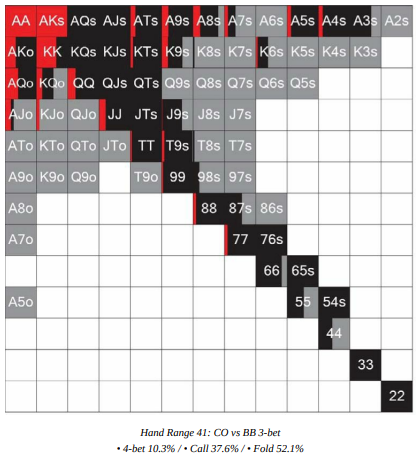 AA AKs AQs AJs ATs A9s A8s A7s A6s A5s A4s A3s A2s
AKo KK KQs KJs KTs K9s K8s K7s K6s K5s K4s K3s
AQo KQo QQ QJs QTs Q9s Q8s Q7s Q6s Q5s
AJo KJo QJo JJ JTs J9s J8s J7s
ATo KTo QTo JTo TT T9s T8s T7s
A9o K9o Q9o T9o 99 98s 97s
A8o 88 87s 86s
A7o 77 76s
66 65s
A5o 55 54s
44
33
22
Hand Range 41: CO vs BB 3-bet
• 4-bet 10.3% / • Call 37.6% / • Fold 52.1%